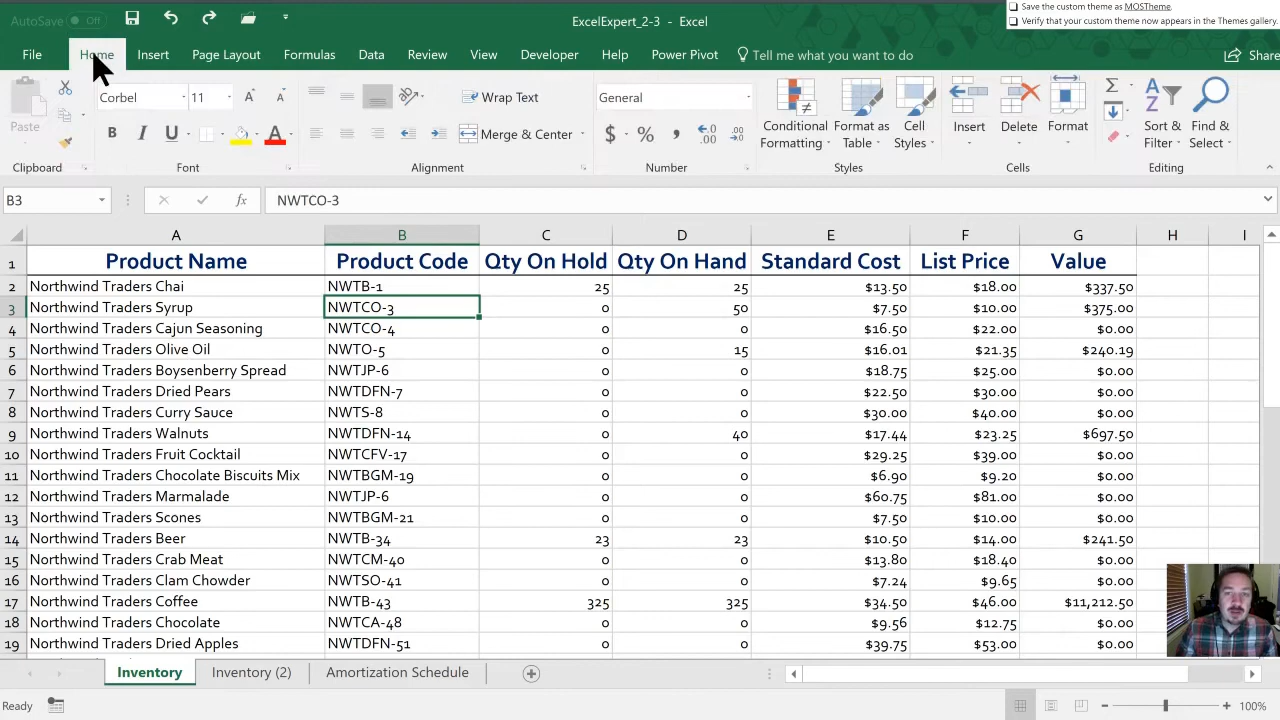 AutoSave Off
ExcelExpert_2-3 - Excel
Save the custom theme as MOSTheme.
Verify that your custom theme now appears in the Themes gallery.
File Home Insert Page Layout Formulas Data Review View Developer Help Power Pivot Tell me what you want to do Share
Corbel 11 Wrap Text General
Paste B I U Merge & Center $ % , Conditional Formatting Format as Table Cell Styles Insert Delete Format Sort & Filter Find & Select
Clipboard Font Alignment Number Styles Cells Editing
B3 fx NWTCO-3
A B C D E F G H I
1 Product Name Product Code Qty On Hold Qty On Hand Standard Cost List Price Value
2 Northwind Traders Chai NWTB-1 25 25 $13.50 $18.00 $337.50
3 Northwind Traders Syrup NWTCO-3 0 50 $7.50 $10.00 $375.00
4 Northwind Traders Cajun Seasoning NWTCO-4 0 0 $16.50 $22.00 $0.00
5 Northwind Traders Olive Oil NWTO-5 0 15 $16.01 $21.35 $240.19
6 Northwind Traders Boysenberry Spread NWTJP-6 0 0 $18.75 $25.00 $0.00
7 Northwind Traders Dried Pears NWTDFN-7 0 0 $22.50 $30.00 $0.00
8 Northwind Traders Curry Sauce NWTS-8 0 0 $30.00 $40.00 $0.00
9 Northwind Traders Walnuts NWTDFN-14 0 40 $17.44 $23.25 $697.50
10 Northwind Traders Fruit Cocktail NWTCFV-17 0 0 $29.25 $39.00 $0.00
11 Northwind Traders Chocolate Biscuits Mix NWTBGM-19 0 0 $6.90 $9.20 $0.00
12 Northwind Traders Marmalade NWTJP-6 0 0 $60.75 $81.00 $0.00
13 Northwind Traders Scones NWTBGM-21 0 0 $7.50 $10.00 $0.00
14 Northwind Traders Beer NWTB-34 23 23 $10.50 $14.00 $241.50
15 Northwind Traders Crab Meat NWTCM-40 0 0 $13.80 $18.40 $0.00
16 Northwind Traders Clam Chowder NWTSO-41 0 0 $7.24 $9.65 $0.00
17 Northwind Traders Coffee NWTB-43 325 325 $34.50 $46.00 $11,212.50
18 Northwind Traders Chocolate NWTCA-48 0 0 $9.56 $12.75 $0.00
19 Northwind Traders Dried Apples NWTDFN-51 0 0 $39.75 $53.00 $0.00
Inventory Inventory (2) Amortization Schedule
Ready 100%